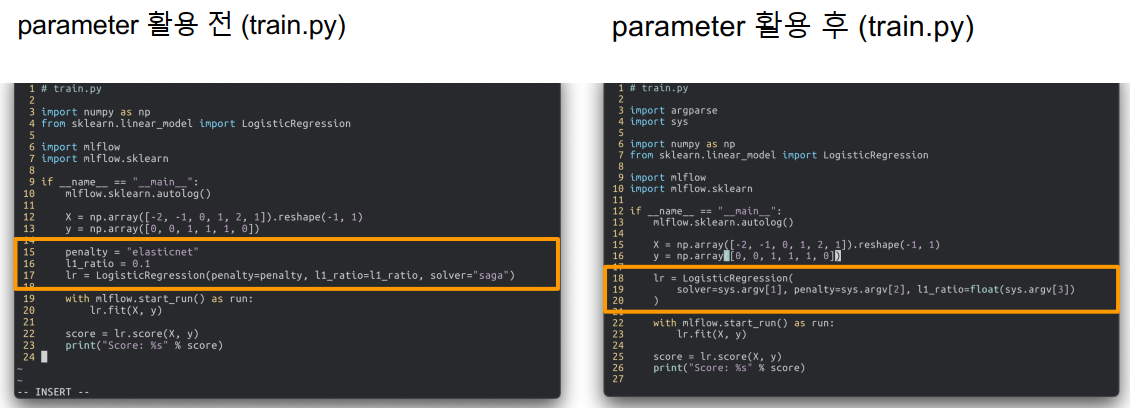 parameter 활용 전 (train.py)
1 # train.py
2
3 import numpy as np
4 from sklearn.linear_model import LogisticRegression
5
6 import mlflow
7 import mlflow.sklearn
8
9 if __name__ == "__main__":
10     mlflow.sklearn.autolog()
11
12     X = np.array([-2, -1, 0, 1, 2, 1]).reshape(-1, 1)
13     y = np.array([0, 0, 1, 1, 1, 0])
14
15     penalty = "elasticnet"
16     l1_ratio = 0.1
17     lr = LogisticRegression(penalty=penalty, l1_ratio=l1_ratio, solver="saga")
18
19     with mlflow.start_run() as run:
20         lr.fit(X, y)
21
22     score = lr.score(X, y)
23     print("Score: %s" % score)
24
~
~
-- INSERT --
parameter 활용 후 (train.py)
1 # train.py
2
3 import argparse
4 import sys
5
6 import numpy as np
7 from sklearn.linear_model import LogisticRegression
8
9 import mlflow
10 import mlflow.sklearn
11
12 if __name__ == "__main__":
13     mlflow.sklearn.autolog()
14
15     X = np.array([-2, -1, 0, 1, 2, 1]).reshape(-1, 1)
16     y = np.array([0, 0, 1, 1, 1, 0])
17
18     lr = LogisticRegression(
19         solver=sys.argv[1], penalty=sys.argv[2], l1_ratio=float(sys.argv[3])
20     )
21
22     with mlflow.start_run() as run:
23         lr.fit(X, y)
24
25     score = lr.score(X, y)
26     print("Score: %s" % score)
27